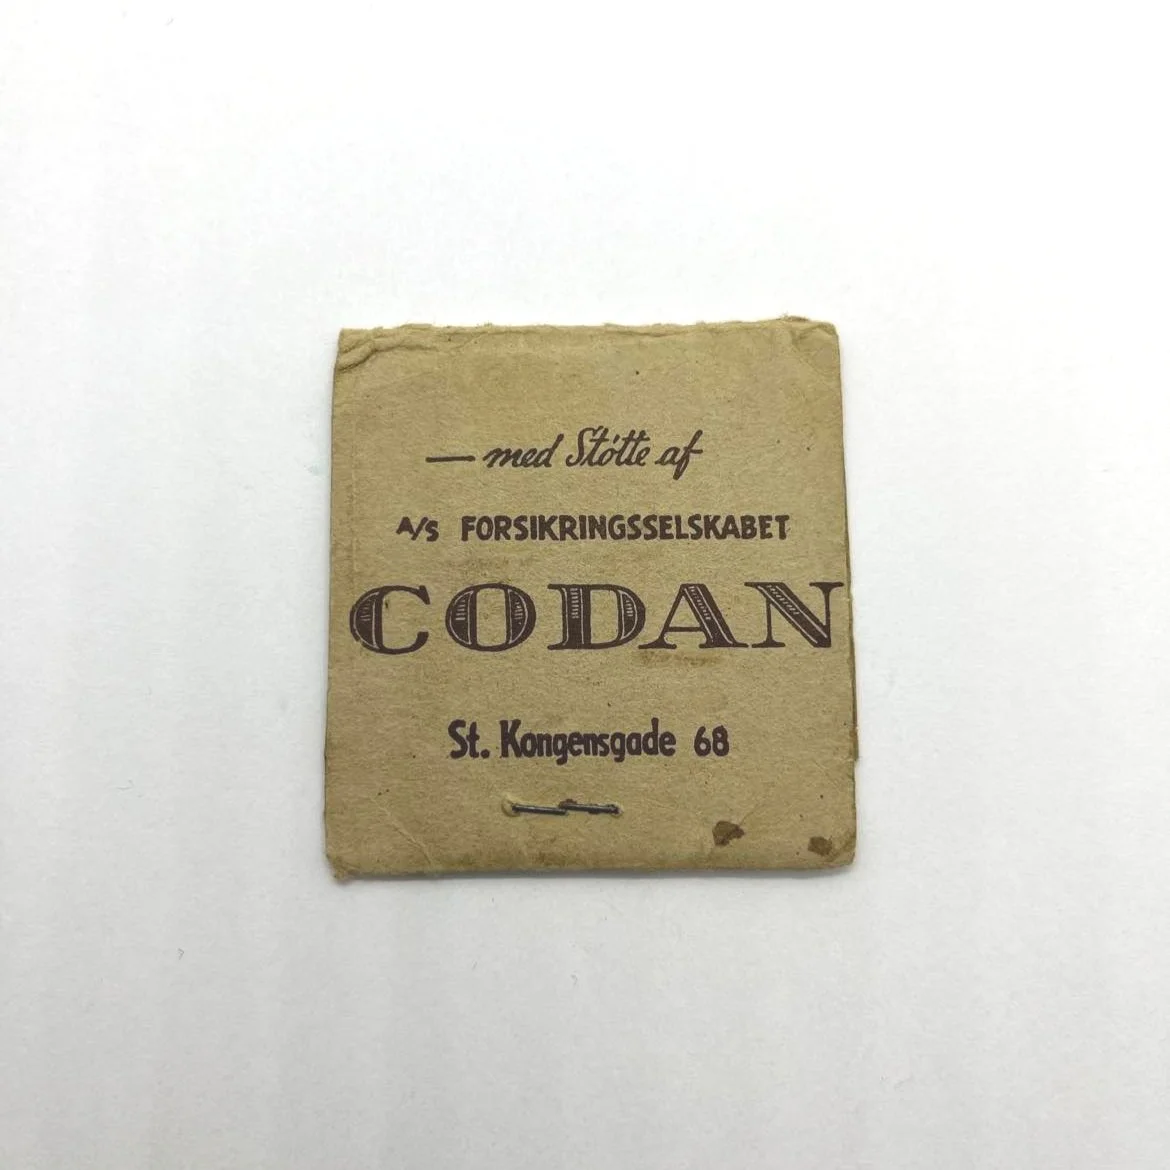 — med Støtte af
A/S FORSIKRINGSSELSKABET
CODAN
St. Kongensgade 68